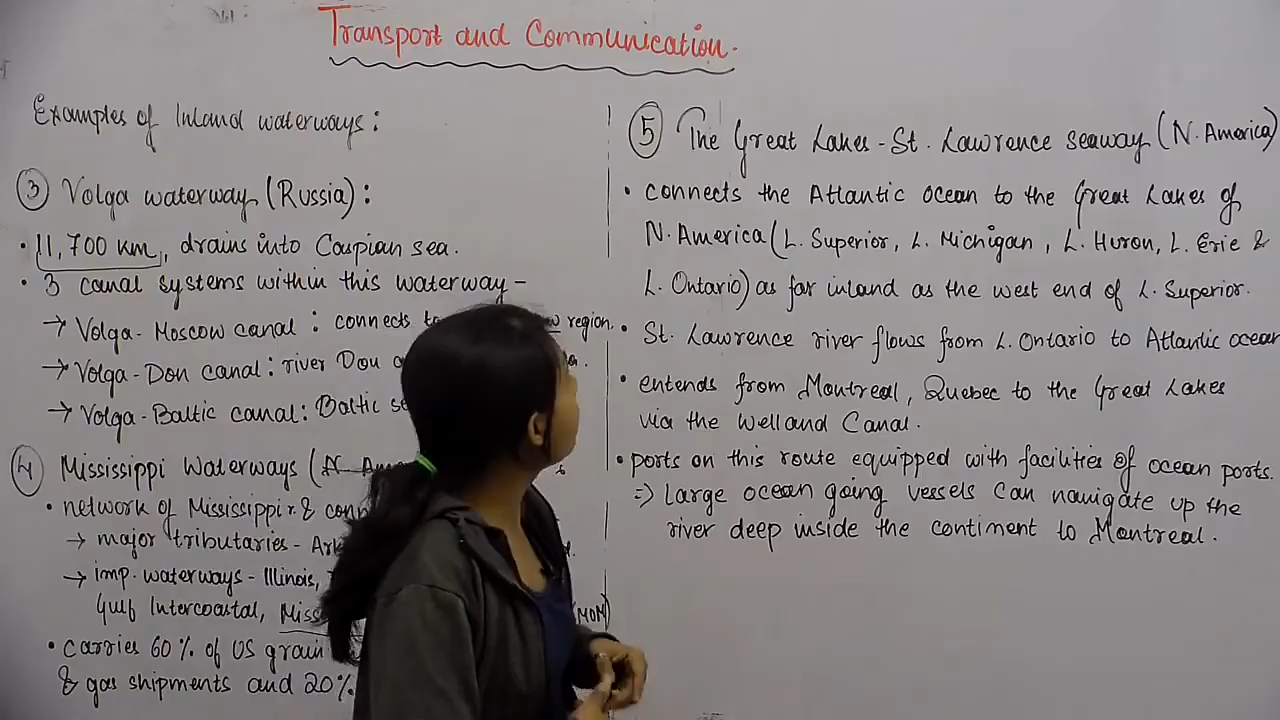 Transport and Communication.
Examples of Inland waterways:
③ Volga waterway (Russia):
• 11,700 km, drains into Caspian sea.
• 3 canal systems within this waterway –
→ Volga-Moscow canal : connects to region.
→ Volga-Don canal : river Don
→ Volga-Baltic canal : Baltic
④ Mississippi Waterways (N.
• network of Mississippi r. &
→ major tributaries –
→ imp. waterways – Illinois,
Gulf Intercoastal, (MOM)
• carries 60% of US grain
& gas shipments and 20%
⑤ The Great Lakes - St. Lawrence seaway (N. America)
• connects the Atlantic ocean to the Great Lakes of
N. America (L. Superior, L. Michigan, L. Huron, L. Erie &
L. Ontario) as far inland as the west end of L. Superior.
• St. Lawrence river flows from L. Ontario to Atlantic ocean
• entends from Montreal, Quebec to the Great Lakes
via the Welland Canal.
• ports on this route equipped with facilities of ocean ports.
⇒ Large ocean going vessels can navigate up the
river deep inside the continent to Montreal.